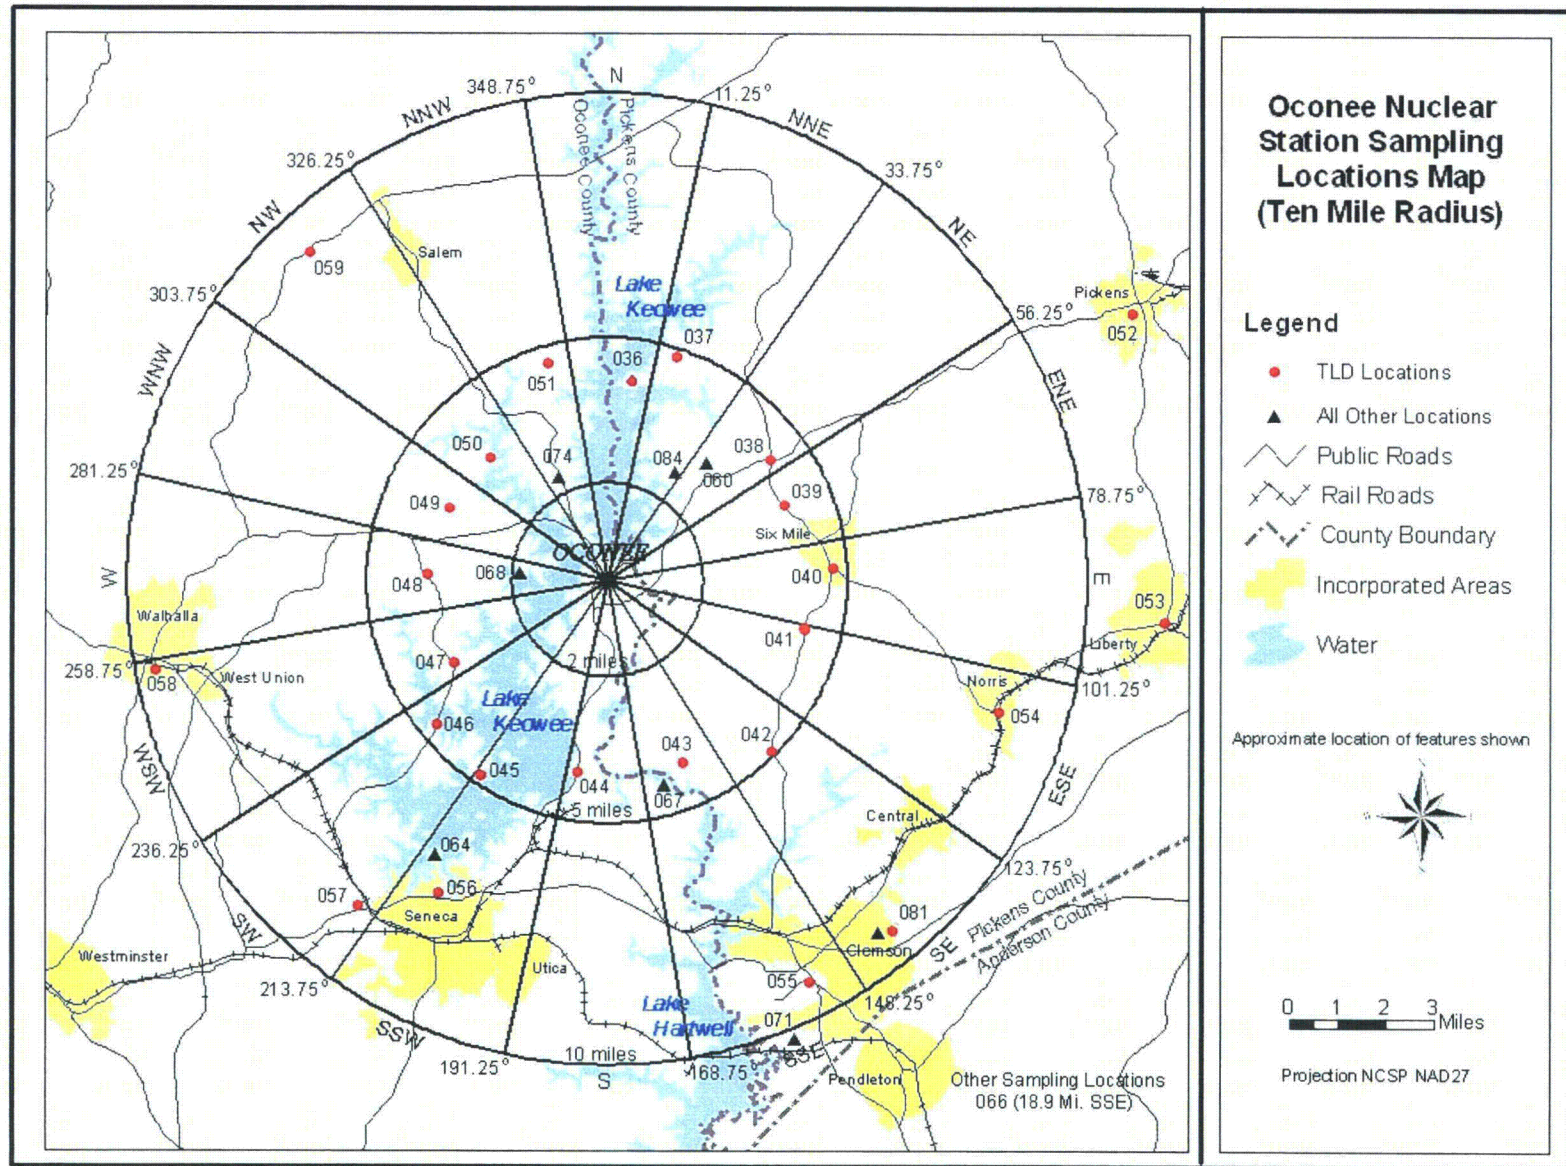 N
348.75°
11.25°
NNW
NNE
Oconee County
Pickens County
326.25°
33.75°
NW
NE
Salem
059
Lake
Keowee
303.75°
56.25°
Pickens
052
037
036
051
WNW
ENE
050
074
084
060
038
281.25°
049
039
78.75°
Six Mile
OCONEE
068
048
040
W
E
053
Walhalla
041
Liberty
047
2 miles
258.75°
058
West Union
Norris
101.25°
Lake
Keowee
046
054
042
043
045
044
067
WSW
ESE
5 miles
Central
064
236.25°
123.75°
057
056
Seneca
081
Clemson
Pickens County
Anderson County
SW
SE
Westminster
Utica
055
213.75°
146.25°
Lake
Hartwell
071
SSW
10 miles
SSE
191.25°
S
168.75°
Pendleton
Other Sampling Locations
066 (18.9 Mi. SSE)
Oconee Nuclear
Station Sampling
Locations Map
(Ten Mile Radius)
Legend
TLD Locations
All Other Locations
Public Roads
Rail Roads
County Boundary
Incorporated Areas
Water
Approximate location of features shown
0 1 2 3
Miles
Projection NCSP NAD27